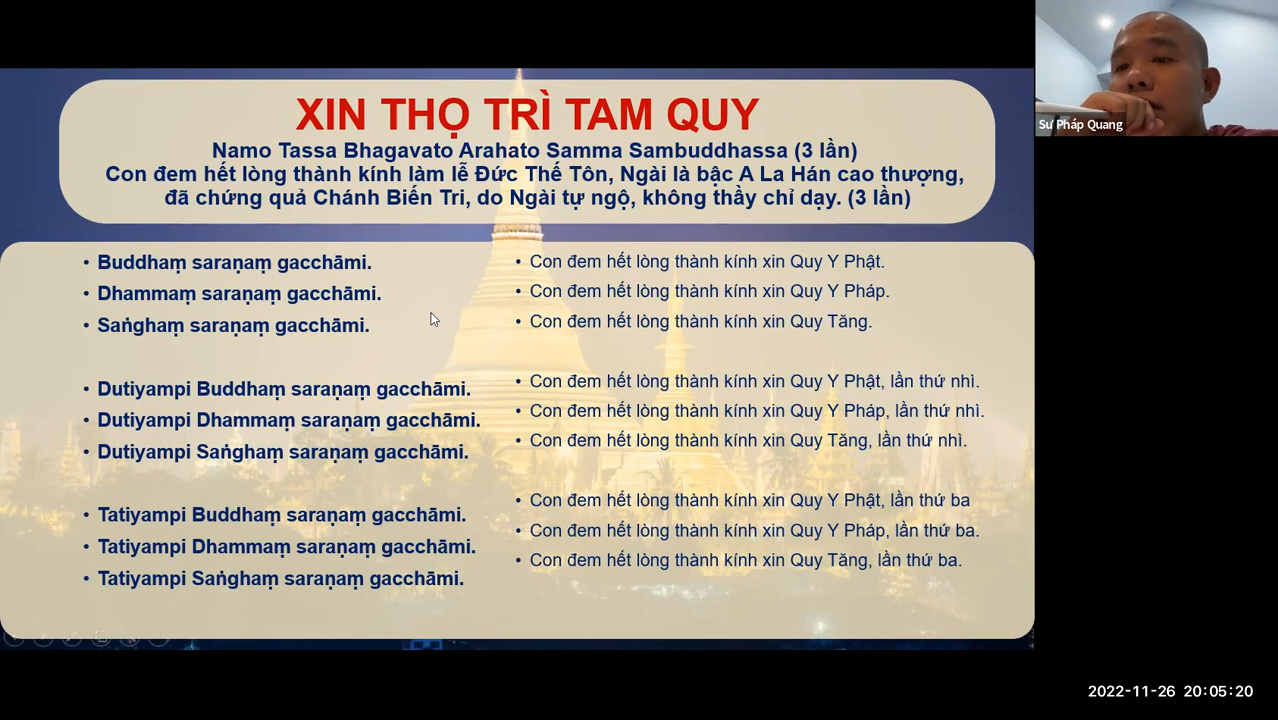 XIN THỌ TRÌ TAM QUY
Namo Tassa Bhagavato Arahato Samma Sambuddhassa (3 lần)
Con đem hết lòng thành kính làm lễ Đức Thế Tôn, Ngài là bậc A La Hán cao thượng,
đã chứng quả Chánh Biến Tri, do Ngài tự ngộ, không thầy chỉ dạy. (3 lần)
• Buddhaṃ saraṇaṃ gacchāmi.
• Dhammaṃ saraṇaṃ gacchāmi.
• Saṅghaṃ saraṇaṃ gacchāmi.
• Dutiyampi Buddhaṃ saraṇaṃ gacchāmi.
• Dutiyampi Dhammaṃ saraṇaṃ gacchāmi.
• Dutiyampi Saṅghaṃ saraṇaṃ gacchāmi.
• Tatiyampi Buddhaṃ saraṇaṃ gacchāmi.
• Tatiyampi Dhammaṃ saraṇaṃ gacchāmi.
• Tatiyampi Saṅghaṃ saraṇaṃ gacchāmi.
• Con đem hết lòng thành kính xin Quy Y Phật.
• Con đem hết lòng thành kính xin Quy Y Pháp.
• Con đem hết lòng thành kính xin Quy Tăng.
• Con đem hết lòng thành kính xin Quy Y Phật, lần thứ nhì.
• Con đem hết lòng thành kính xin Quy Y Pháp, lần thứ nhì.
• Con đem hết lòng thành kính xin Quy Tăng, lần thứ nhì.
• Con đem hết lòng thành kính xin Quy Y Phật, lần thứ ba
• Con đem hết lòng thành kính xin Quy Y Pháp, lần thứ ba.
• Con đem hết lòng thành kính xin Quy Tăng, lần thứ ba.
Sư Pháp Quang
2022-11-26 20:05:20